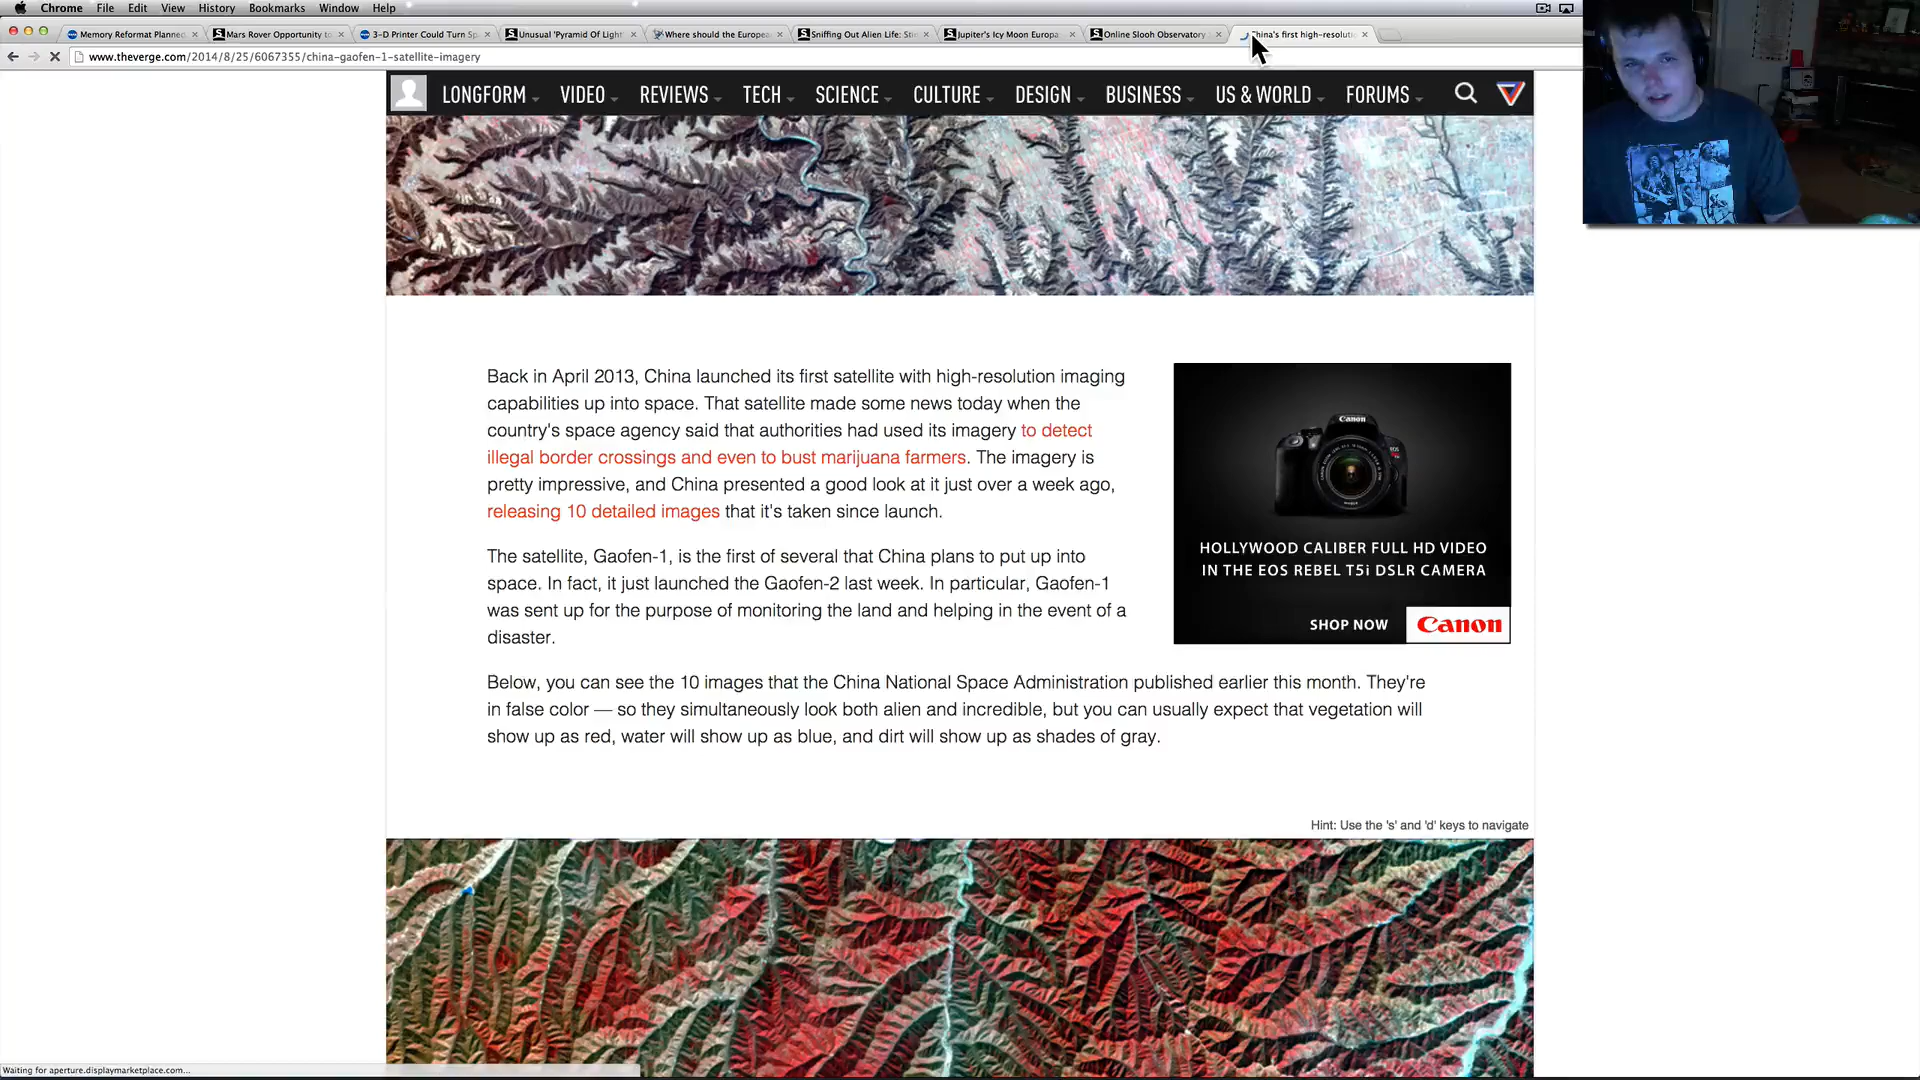 Chrome File Edit View History Bookmarks Window Help
Memory Reformat Planned Mars Rover Opportunity to 3-D Printer Could Turn Sp Unusual 'Pyramid Of Light' Where should the Europea Sniffing Out Alien Life: Stin Jupiter's Icy Moon Europa Online Slooh Observatory China's first high-resoluti
www.theverge.com/2014/8/25/6067355/china-gaofen-1-satellite-imagery
LONGFORM VIDEO REVIEWS TECH SCIENCE CULTURE DESIGN BUSINESS US & WORLD FORUMS
Back in April 2013, China launched its first satellite with high-resolution imaging
capabilities up into space. That satellite made some news today when the
country's space agency said that authorities had used its imagery to detect
illegal border crossings and even to bust marijuana farmers. The imagery is
pretty impressive, and China presented a good look at it just over a week ago,
releasing 10 detailed images that it's taken since launch.
The satellite, Gaofen-1, is the first of several that China plans to put up into
space. In fact, it just launched the Gaofen-2 last week. In particular, Gaofen-1
was sent up for the purpose of monitoring the land and helping in the event of a
disaster.
Canon
HOLLYWOOD CALIBER FULL HD VIDEO
IN THE EOS REBEL T5i DSLR CAMERA
SHOP NOW Canon
Below, you can see the 10 images that the China National Space Administration published earlier this month. They're
in false color — so they simultaneously look both alien and incredible, but you can usually expect that vegetation will
show up as red, water will show up as blue, and dirt will show up as shades of gray.
Hint: Use the 's' and 'd' keys to navigate
Waiting for aperture.displaymarketplace.com...